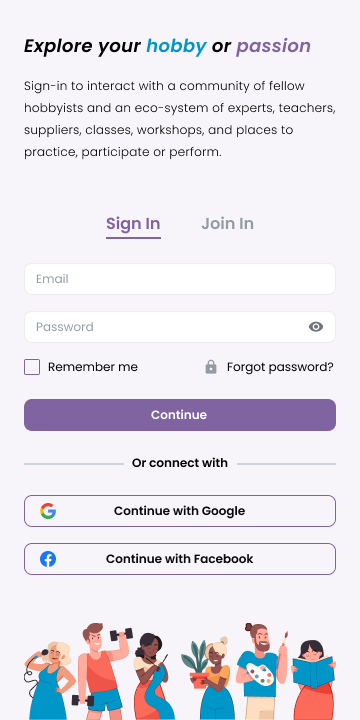 Explore your hobby or passion
Sign-in to interact with a community of fellow
hobbyists and an eco-system of experts, teachers,
suppliers, classes, workshops, and places to
practice, participate or perform.
Sign In Join In
Email
Password
Remember me Forgot password?
Continue
Or connect with
Continue with Google
Continue with Facebook